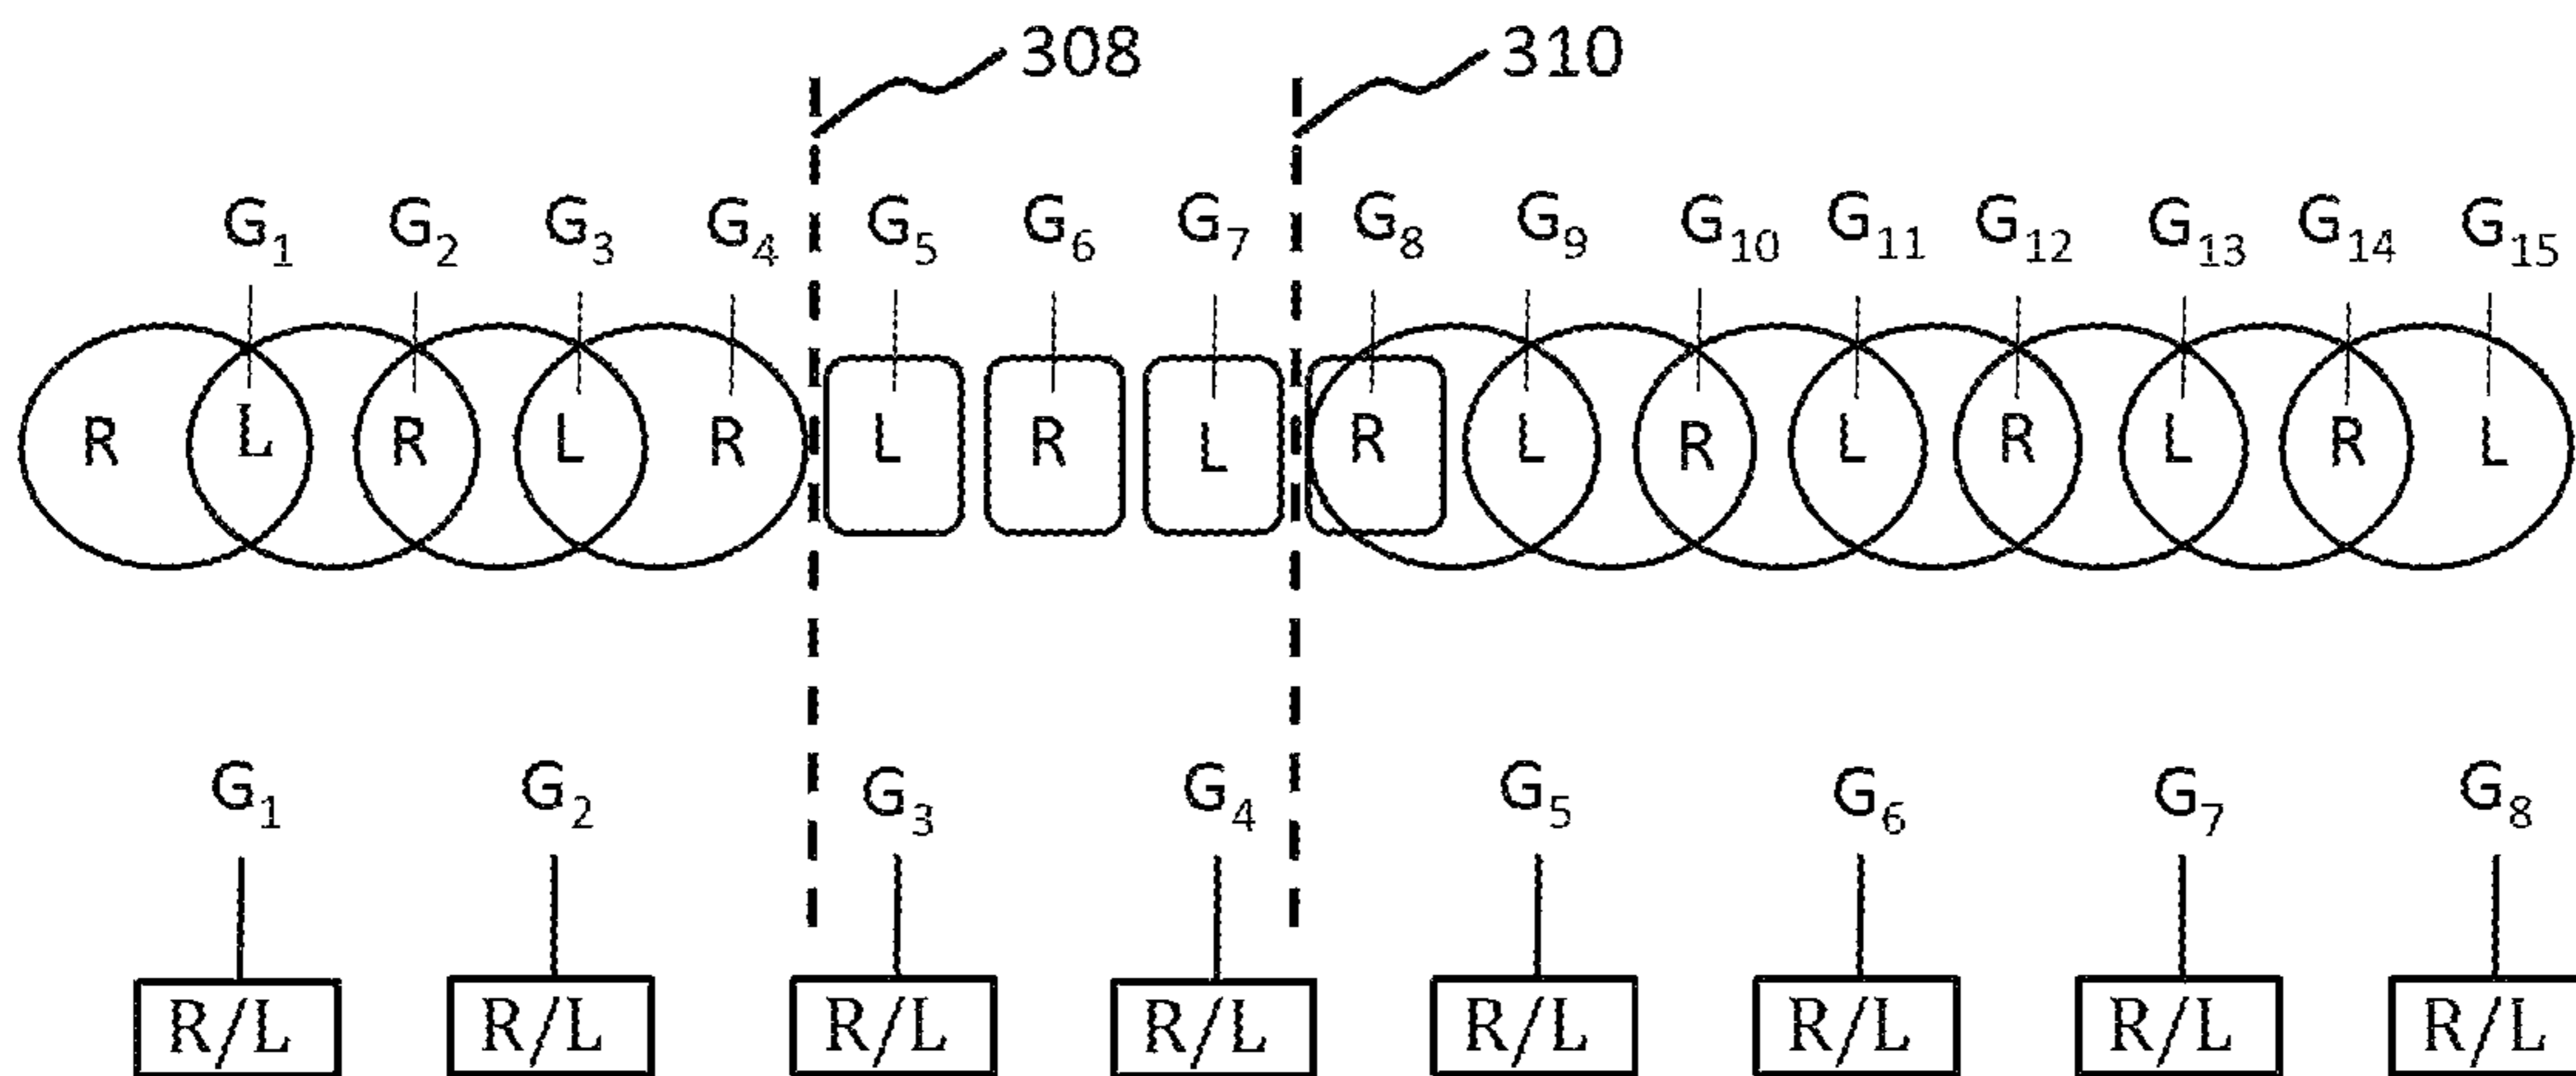 308 310
G1 G2 G3 G4 G5 G6 G7 G8 G9 G10 G11 G12 G13 G14 G15
R L R L R L R L R L R L R L R L
G1 G2 G3 G4 G5 G6 G7 G8
R/L R/L R/L R/L R/L R/L R/L R/L